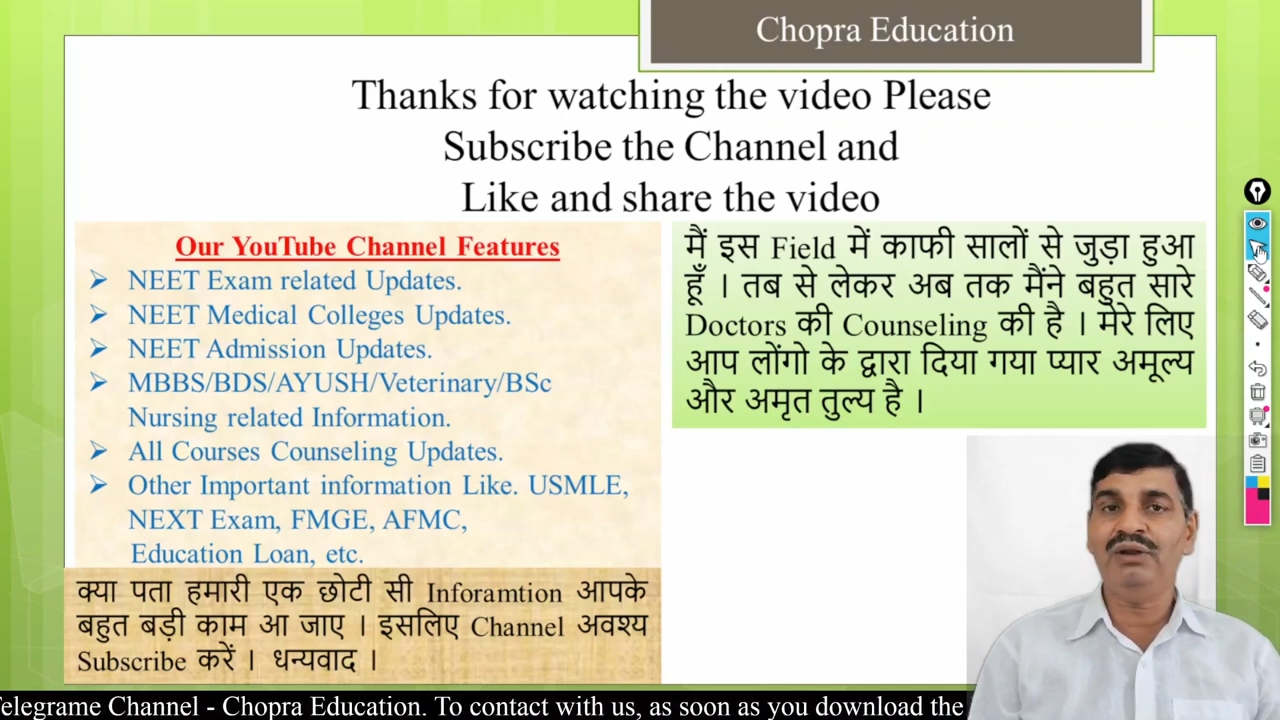 Chopra Education
Thanks for watching the video Please
Subscribe the Channel and
Like and share the video
Our YouTube Channel Features
NEET Exam related Updates.
NEET Medical Colleges Updates.
NEET Admission Updates.
MBBS/BDS/AYUSH/Veterinary/BSc
Nursing related Information.
All Courses Counseling Updates.
Other Important information Like. USMLE,
NEXT Exam, FMGE, AFMC,
Education Loan, etc.
क्या पता हमारी एक छोटी सी Inforamtion आपके
बहुत बड़ी काम आ जाए । इसलिए Channel अवश्य
Subscribe करें । धन्यवाद ।
मैं इस Field में काफी सालों से जुड़ा हुआ
हूँ । तब से लेकर अब तक मैंने बहुत सारे
Doctors की Counseling की है । मेरे लिए
आप लोंगो के द्वारा दिया गया प्यार अमूल्य
और अमृत तुल्य है ।
Telegrame Channel - Chopra Education. To contact with us, as soon as you download the